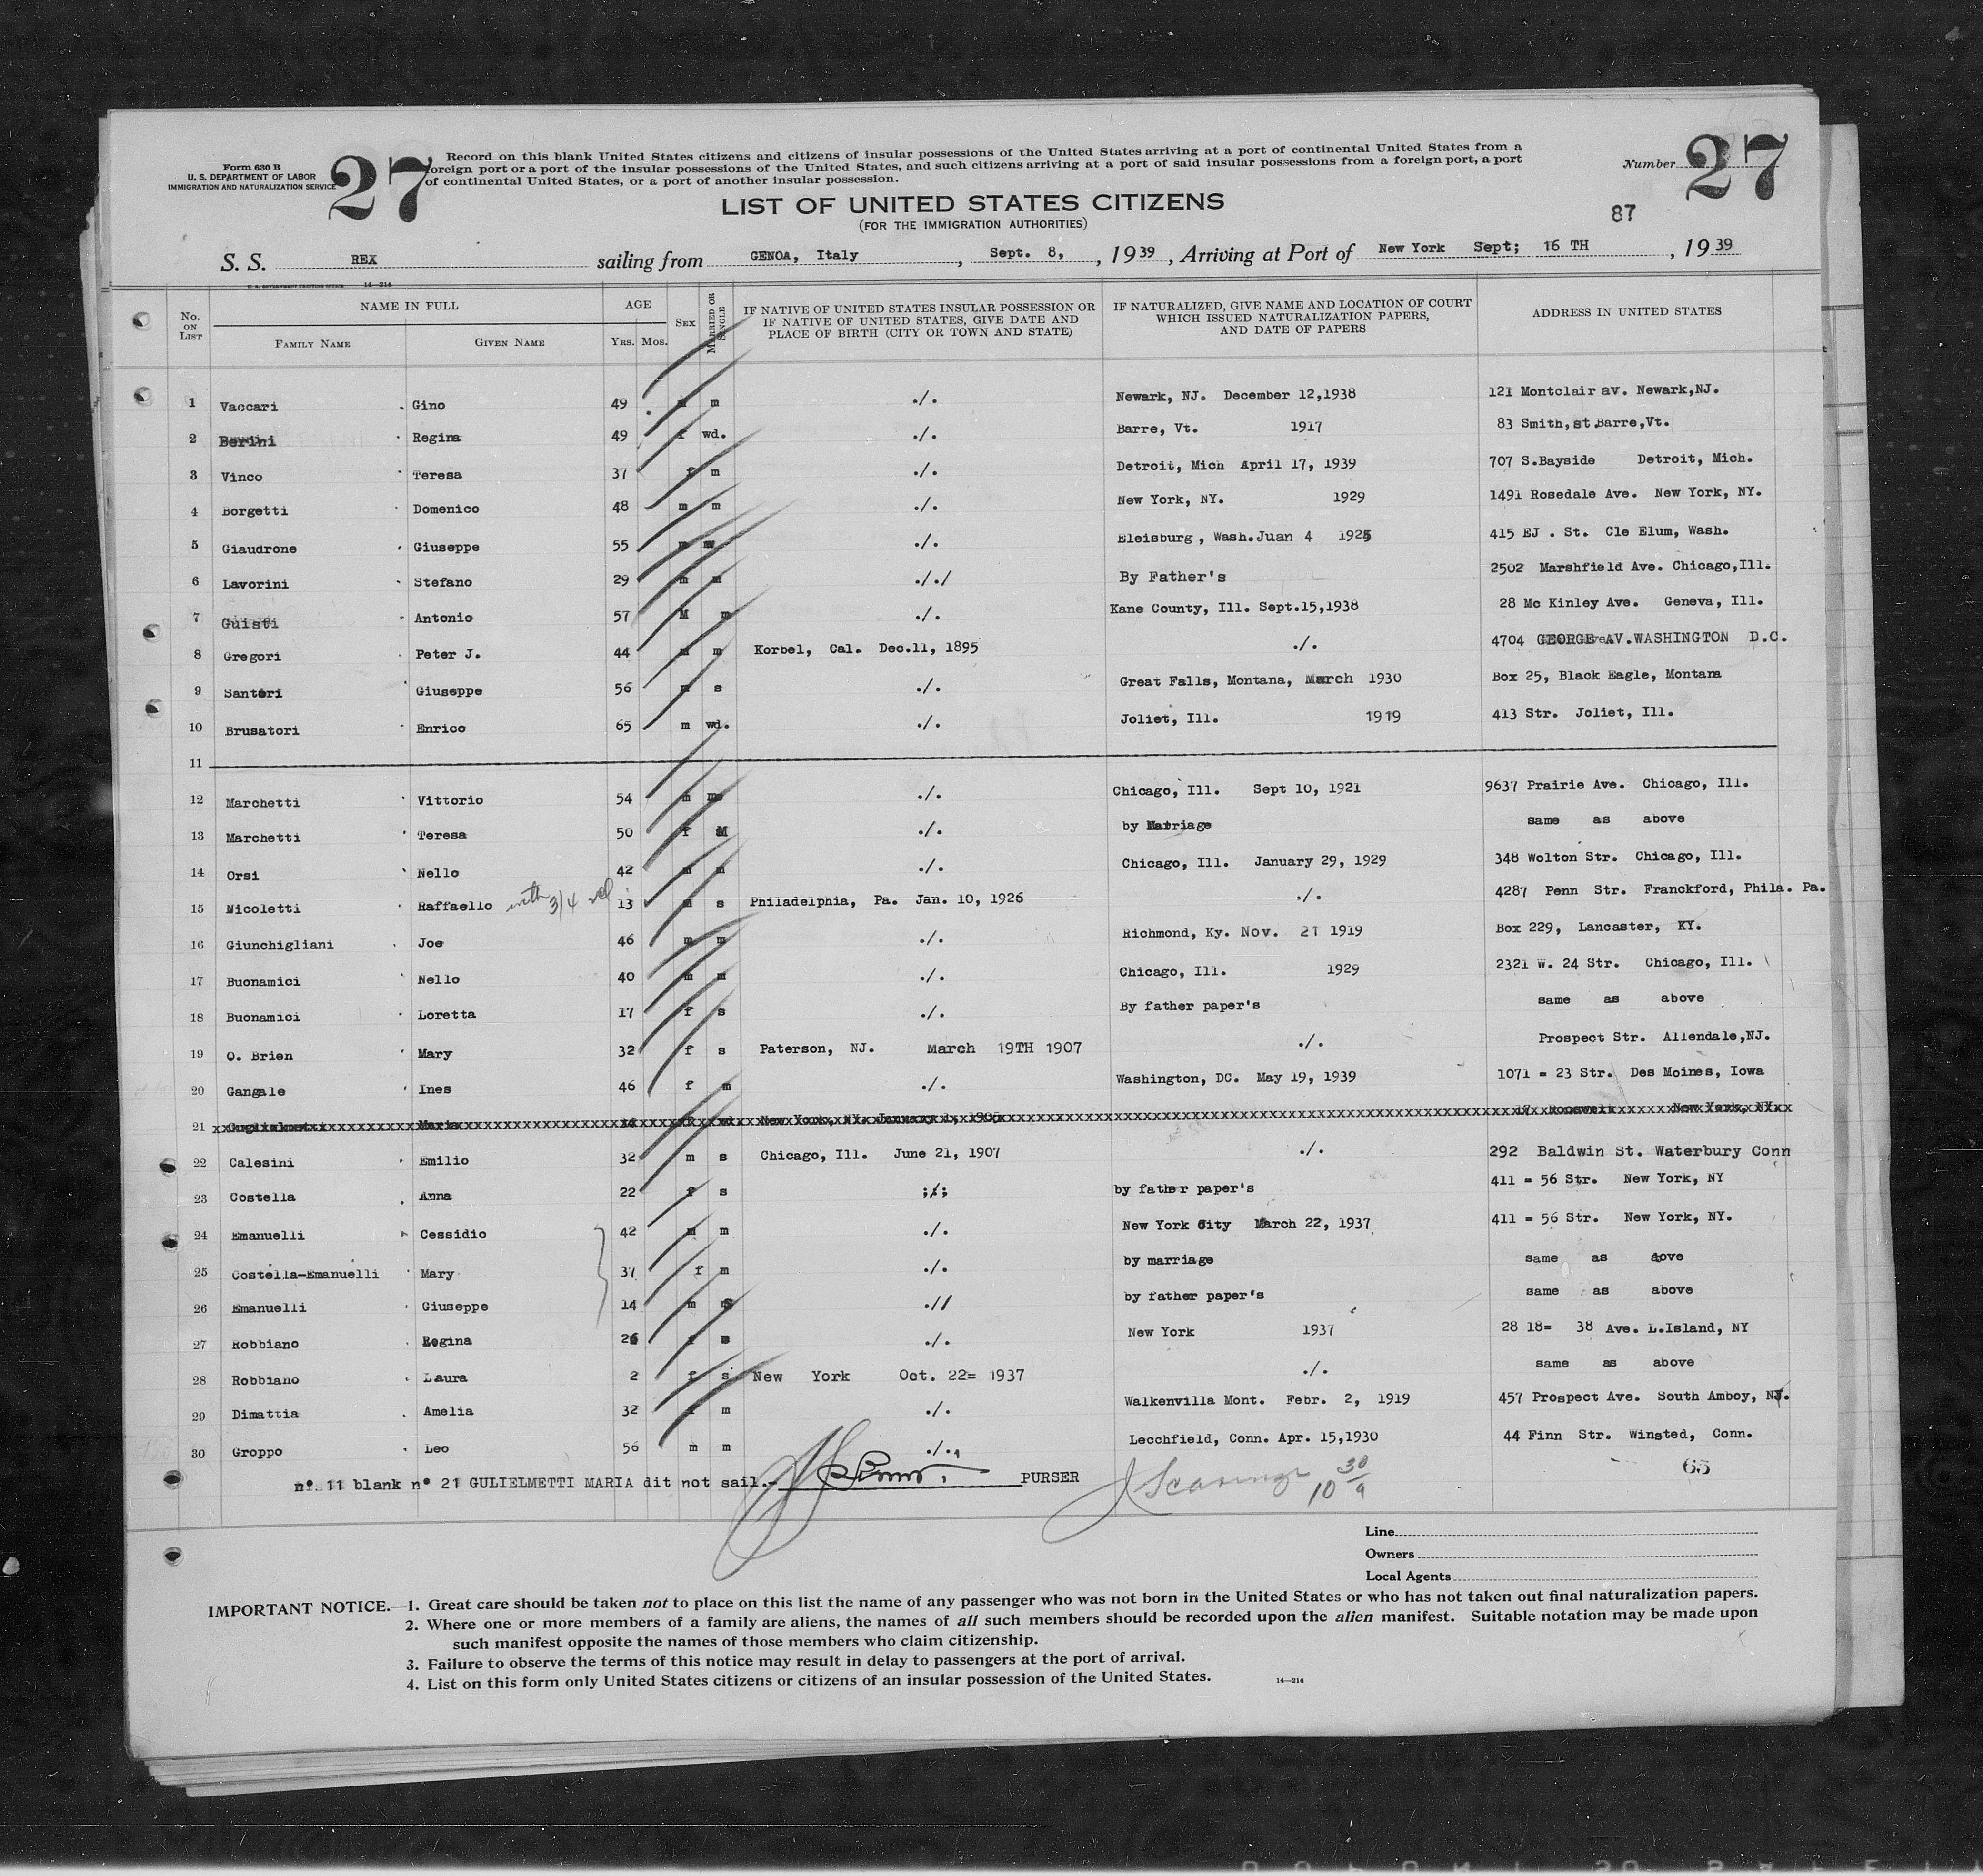 Form 630 B
U. S. DEPARTMENT OF LABOR
IMMIGRATION AND NATURALIZATION SERVICE
27
Record on this blank United States citizens and citizens of insular possessions of the United States arriving at a port of continental United States from a
foreign port or a port of the insular possessions of the United States, and such citizens arriving at a port of said insular possessions from a foreign port, a port
of continental United States, or a port of another insular possession.
Number 27
LIST OF UNITED STATES CITIZENS
(FOR THE IMMIGRATION AUTHORITIES)
87
S. S. REX sailing from GENOA, Italy , Sept. 8, , 1939 , Arriving at Port of New York Sept; 16 TH , 1939
U. S. GOVERNMENT PRINTING OFFICE 14—214
No. ON LIST NAME IN FULL AGE SEX MARRIED OR SINGLE IF NATIVE OF UNITED STATES INSULAR POSSESSION OR IF NATIVE OF UNITED STATES, GIVE DATE AND PLACE OF BIRTH (CITY OR TOWN AND STATE) IF NATURALIZED, GIVE NAME AND LOCATION OF COURT WHICH ISSUED NATURALIZATION PAPERS, AND DATE OF PAPERS ADDRESS IN UNITED STATES
FAMILY NAME GIVEN NAME YRS. MOS.
1 Vaccari Gino 49 m m ./. Newark, NJ. December 12,1938 121 Montclair av. Newark,NJ.
2 Berini Regina 49 f wd. ./. Barre, Vt. 1917 83 Smith,st.Barre,Vt.
3 Vinco Teresa 37 f m ./. Detroit, Mich April 17, 1939 707 S.Bayside Detroit, Mich.
4 Borgetti Domenico 48 m m ./. New York, NY. 1929 1491 Rosedale Ave. New York, NY.
5 Giaudrone Giuseppe 55 m ./. Eleisburg, Wash.Juan 4 1925 415 EJ . St. Cle Elum, Wash.
6 Lavorini Stefano 29 m m ././ By Father's 2502 Marshfield Ave. Chicago,Ill.
7 Guisti Antonio 57 M m ./. Kane County, Ill. Sept.15,1938 28 Mc Kinley Ave. Geneva, Ill.
8 Gregori Peter J. 44 m m Korbel, Cal. Dec.11, 1895 ./. 4704 GEORGE AV.WASHINGTON D.C.
9 Santori Giuseppe 56 m s ./. Great Falls, Montana, March 1930 Box 25, Black Eagle, Montana
10 Brusatori Enrico 65 m wd. ./. Joliet, Ill. 1919 413 Str. Joliet, Ill.
11
12 Marchetti Vittorio 54 m m ./. Chicago, Ill. Sept 10, 1921 9637 Prairie Ave. Chicago, Ill.
13 Marchetti Teresa 50 f M ./. by Marriage same as above
14 Orsi Nello 42 m m ./. Chicago, Ill. January 29, 1929 348 Wolton Str. Chicago, Ill.
15 Nicoletti Raffaello with 3/4 rel 13 m s Philadelphia, Pa. Jan. 10, 1926 ./. 4287 Penn Str. Franckford, Phila. Pa.
16 Giunchigliani Joe 46 m m ./. Richmond, Ky. Nov. 21 1919 Box 229, Lancaster, KY.
17 Buonamici Nello 40 m m ./. Chicago, Ill. 1929 2321 W. 24 Str. Chicago, Ill.
18 Buonamici Loretta 17 f s ./. By father paper's same as above
19 O. Brien Mary 32 f s Paterson, NJ. March 19TH 1907 ./. Prospect Str. Allendale,NJ.
20 Gangale Ines 46 f m ./. Washington, DC. May 19, 1939 1071 = 23 Str. Des Moines, Iowa
21 Maria New York, NY. January New York, NY.
22 Calesini Emilio 32 m s Chicago, Ill. June 21, 1907 ./. 292 Baldwin St. Waterbury Conn
23 Costella Anna 22 f s ;/; by father paper's 411 = 56 Str. New York, NY
24 Emanuelli Cessidio 42 m m ./. New York City March 22, 1937 411 = 56 Str. New York, NY.
25 Costella-Emanuelli Mary 37 f m ./. by marriage same as aove
26 Emanuelli Giuseppe 14 m S .// by father paper's same as above
27 Robbiano Regina 26 f ./. New York 1937 28 18= 38 Ave. L.Island, NY
28 Robbiano Laura 2 f s New York Oct. 22= 1937 ./. same as above
29 Dimattia Amelia 32 f m ./. Walkenvilla Mont. Febr. 2, 1919 457 Prospect Ave. South Amboy, NJ.
30 Groppo Leo 56 m m ./. Lecchfield, Conn. Apr. 15,1930 44 Finn Str. Winsted, Conn.
n°. 11 blank n° 21 GULIELMETTI MARIA dit not sail.- PURSER
10 30/9
65
Line
Owners
Local Agents
IMPORTANT NOTICE.—1. Great care should be taken not to place on this list the name of any passenger who was not born in the United States or who has not taken out final naturalization papers.
2. Where one or more members of a family are aliens, the names of all such members should be recorded upon the alien manifest. Suitable notation may be made upon
such manifest opposite the names of those members who claim citizenship.
3. Failure to observe the terms of this notice may result in delay to passengers at the port of arrival.
4. List on this form only United States citizens or citizens of an insular possession of the United States.
14—214